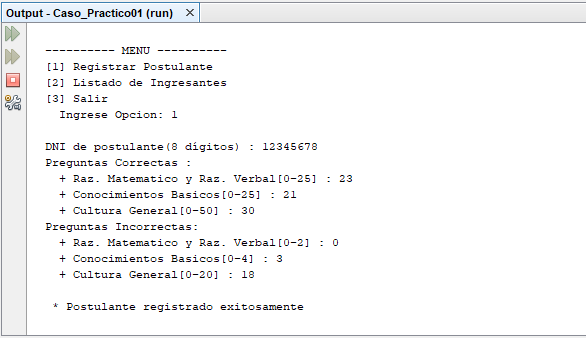 Output - Caso_Practico01 (run) X
---------- MENU ----------
[1] Registrar Postulante
[2] Listado de Ingresantes
[3] Salir
Ingrese Opcion: 1
DNI de postulante(8 dígitos) : 12345678
Preguntas Correctas :
+ Raz. Matematico y Raz. Verbal[0-25] : 23
+ Conocimientos Basicos[0-25] : 21
+ Cultura General[0-50] : 30
Preguntas Incorrectas:
+ Raz. Matematico y Raz. Verbal[0-2] : 0
+ Conocimientos Basicos[0-4] : 3
+ Cultura General[0-20] : 18
* Postulante registrado exitosamente